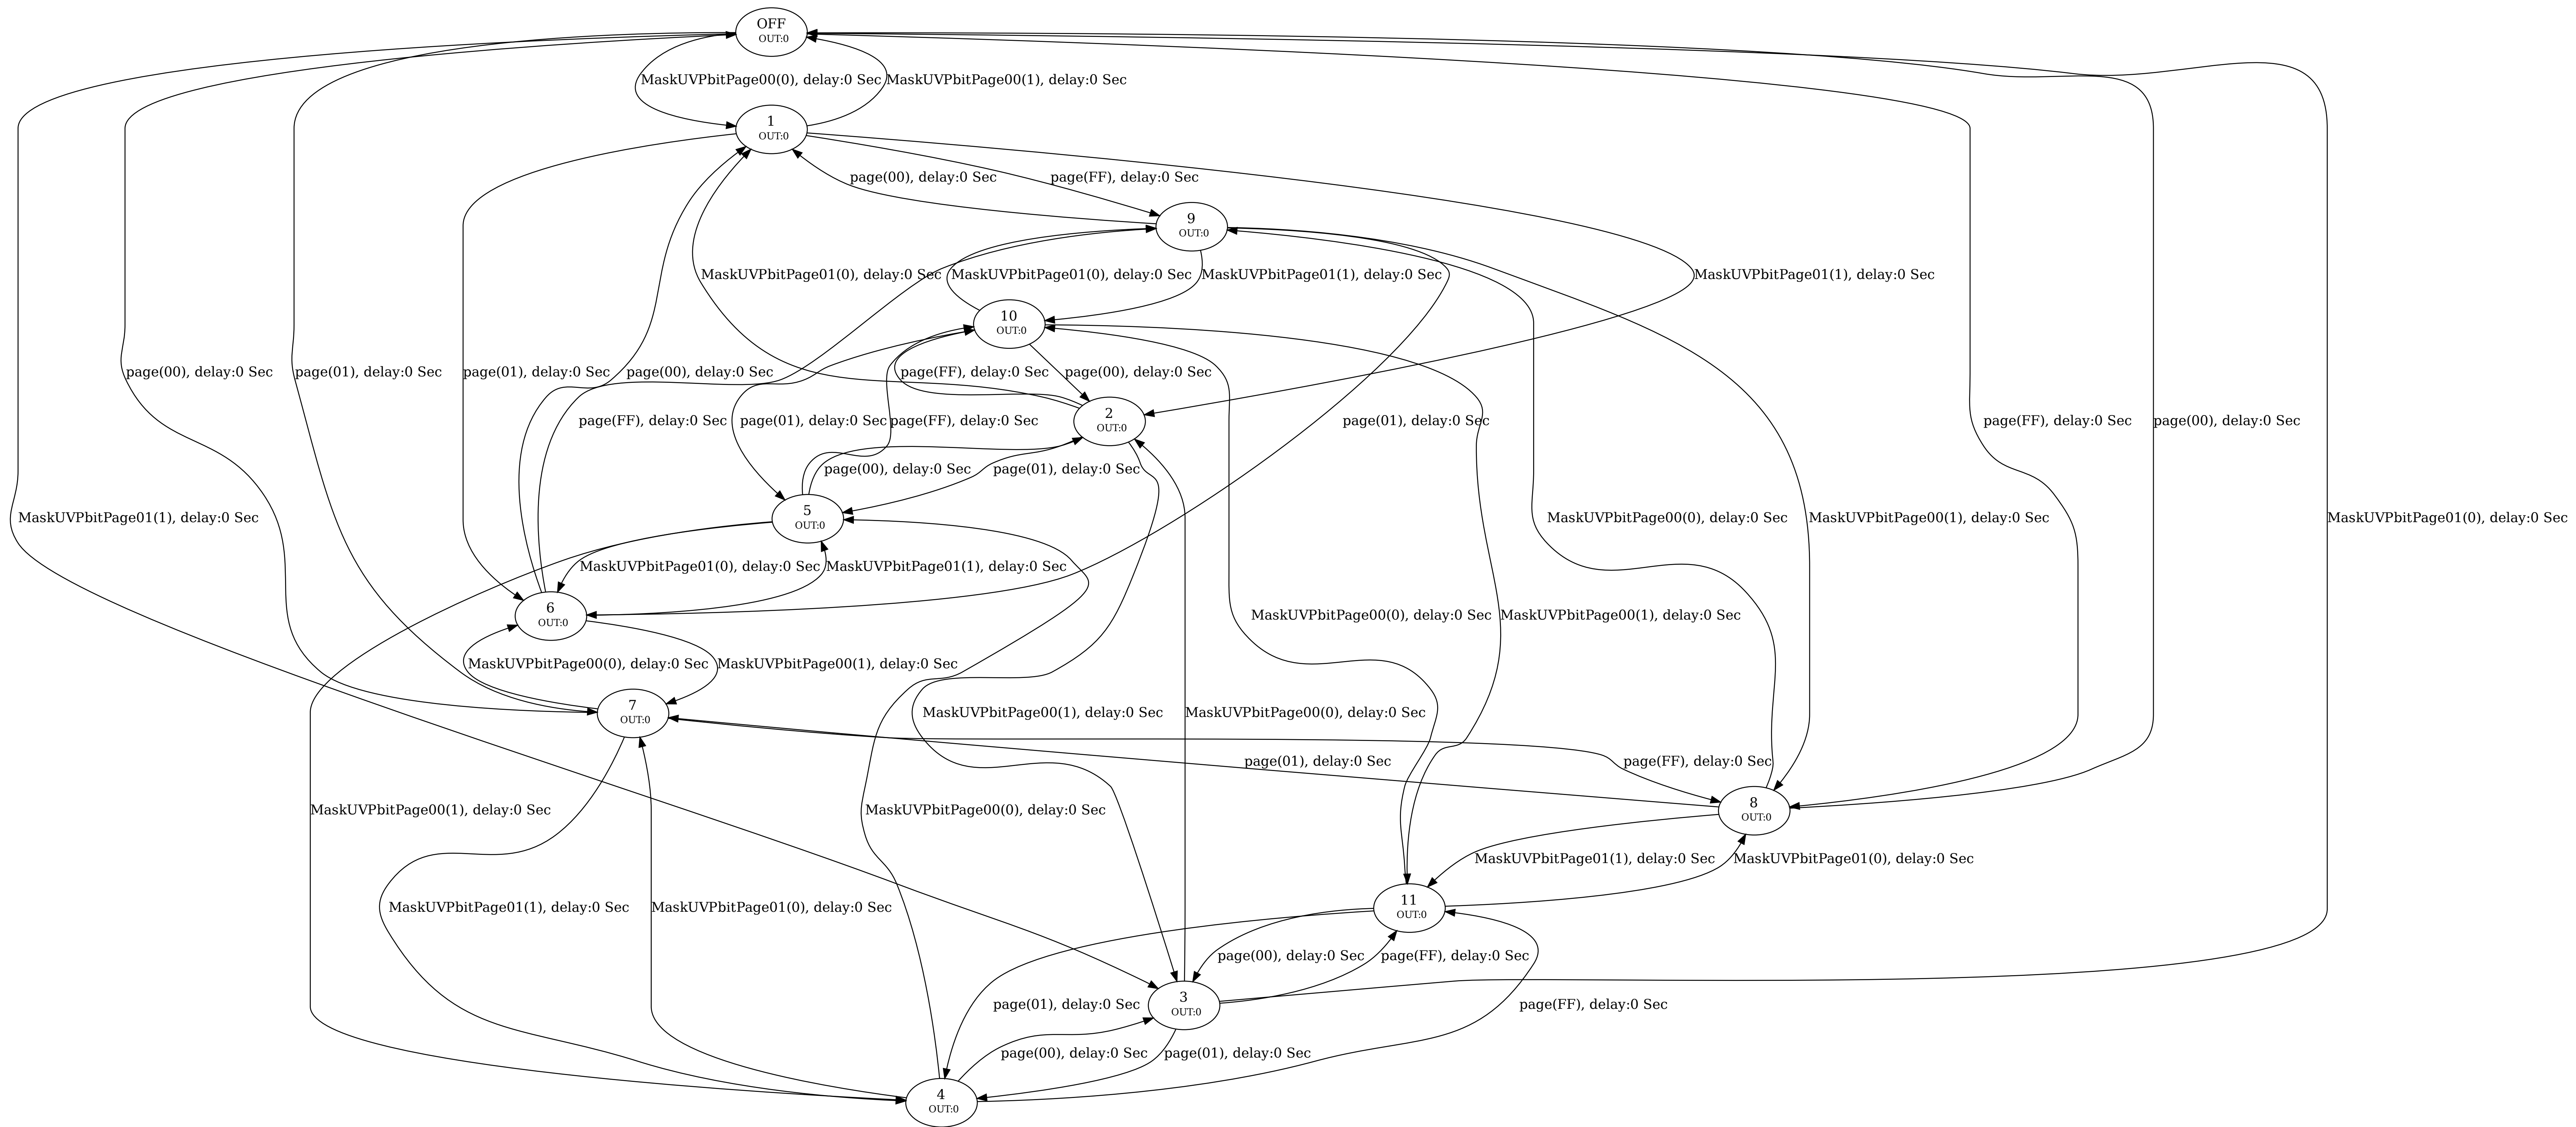 OFF
OUT:0
MaskUVPbitPage00(0), delay:0 Sec
MaskUVPbitPage00(1), delay:0 Sec
1
OUT:0
page(00), delay:0 Sec
page(FF), delay:0 Sec
9
OUT:0
MaskUVPbitPage01(0), delay:0 Sec
MaskUVPbitPage01(0), delay:0 Sec
MaskUVPbitPage01(1), delay:0 Sec
MaskUVPbitPage01(1), delay:0 Sec
10
OUT:0
page(00), delay:0 Sec
page(01), delay:0 Sec
page(01), delay:0 Sec
page(00), delay:0 Sec
page(FF), delay:0 Sec
page(00), delay:0 Sec
2
OUT:0
page(FF), delay:0 Sec
page(01), delay:0 Sec
page(FF), delay:0 Sec
page(01), delay:0 Sec
page(FF), delay:0 Sec
page(00), delay:0 Sec
page(00), delay:0 Sec
page(01), delay:0 Sec
5
OUT:0
MaskUVPbitPage01(1), delay:0 Sec
MaskUVPbitPage00(0), delay:0 Sec
MaskUVPbitPage00(1), delay:0 Sec
MaskUVPbitPage01(0), delay:0 Sec
MaskUVPbitPage01(0), delay:0 Sec
MaskUVPbitPage01(1), delay:0 Sec
6
OUT:0
MaskUVPbitPage00(0), delay:0 Sec
MaskUVPbitPage00(1), delay:0 Sec
MaskUVPbitPage00(0), delay:0 Sec
MaskUVPbitPage00(1), delay:0 Sec
7
OUT:0
MaskUVPbitPage00(1), delay:0 Sec
MaskUVPbitPage00(0), delay:0 Sec
page(01), delay:0 Sec
page(FF), delay:0 Sec
8
OUT:0
MaskUVPbitPage00(1), delay:0 Sec
MaskUVPbitPage00(0), delay:0 Sec
MaskUVPbitPage01(1), delay:0 Sec
MaskUVPbitPage01(0), delay:0 Sec
11
OUT:0
MaskUVPbitPage01(1), delay:0 Sec
MaskUVPbitPage01(0), delay:0 Sec
page(00), delay:0 Sec
page(FF), delay:0 Sec
3
OUT:0
page(01), delay:0 Sec
page(FF), delay:0 Sec
page(00), delay:0 Sec
page(01), delay:0 Sec
4
OUT:0